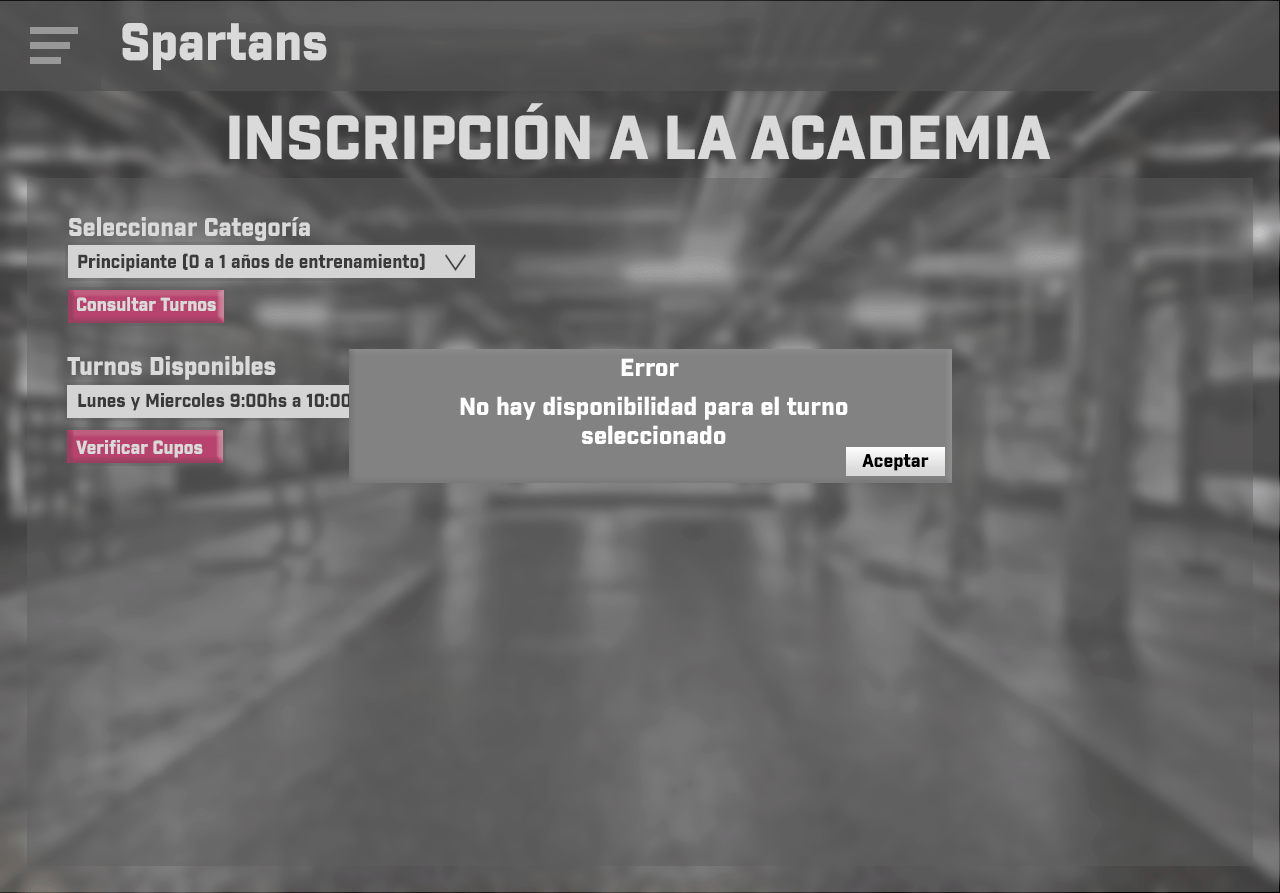 Spartans
INSCRIPCIÓN A LA ACADEMIA
Seleccionar Categoría
Principiante (0 a 1 años de entrenamiento)
Consultar Turnos
Turnos Disponibles
Lunes y Miercoles 9:00hs a 10:00
Verificar Cupos
Error
No hay disponibilidad para el turno
seleccionado
Aceptar